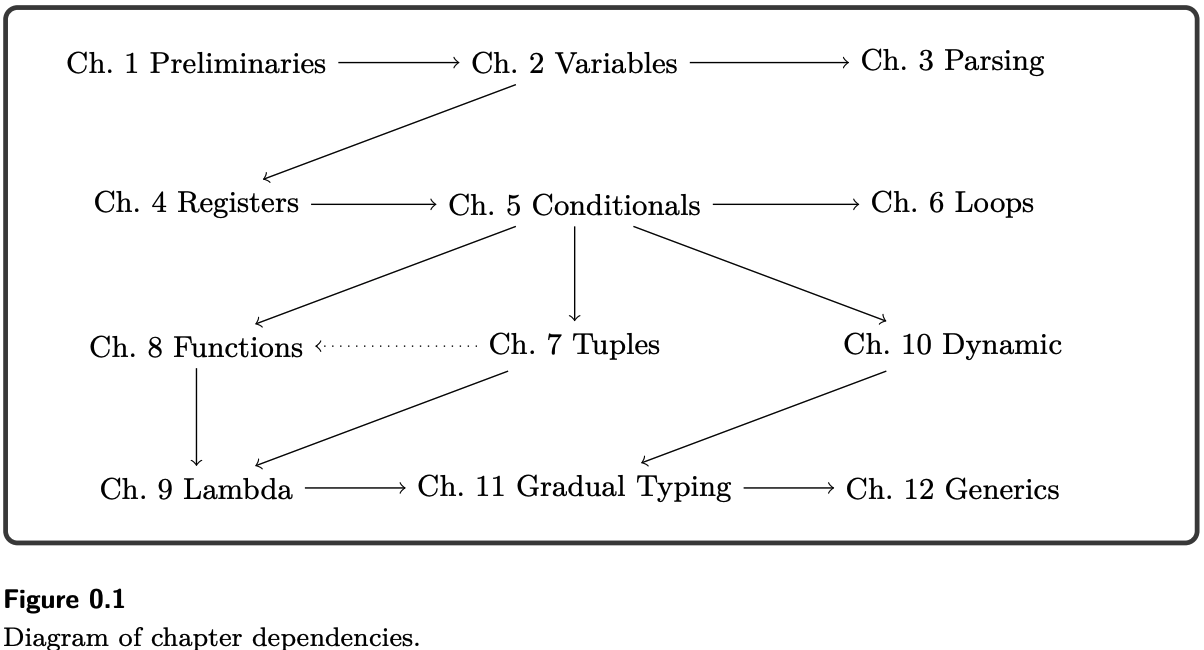 Ch. 1 Preliminaries
Ch. 2 Variables
Ch. 3 Parsing
Ch. 4 Registers
Ch. 5 Conditionals
Ch. 6 Loops
Ch. 8 Functions
Ch. 7 Tuples
Ch. 10 Dynamic
Ch. 9 Lambda
Ch. 11 Gradual Typing
Ch. 12 Generics
Figure 0.1
Diagram of chapter dependencies.